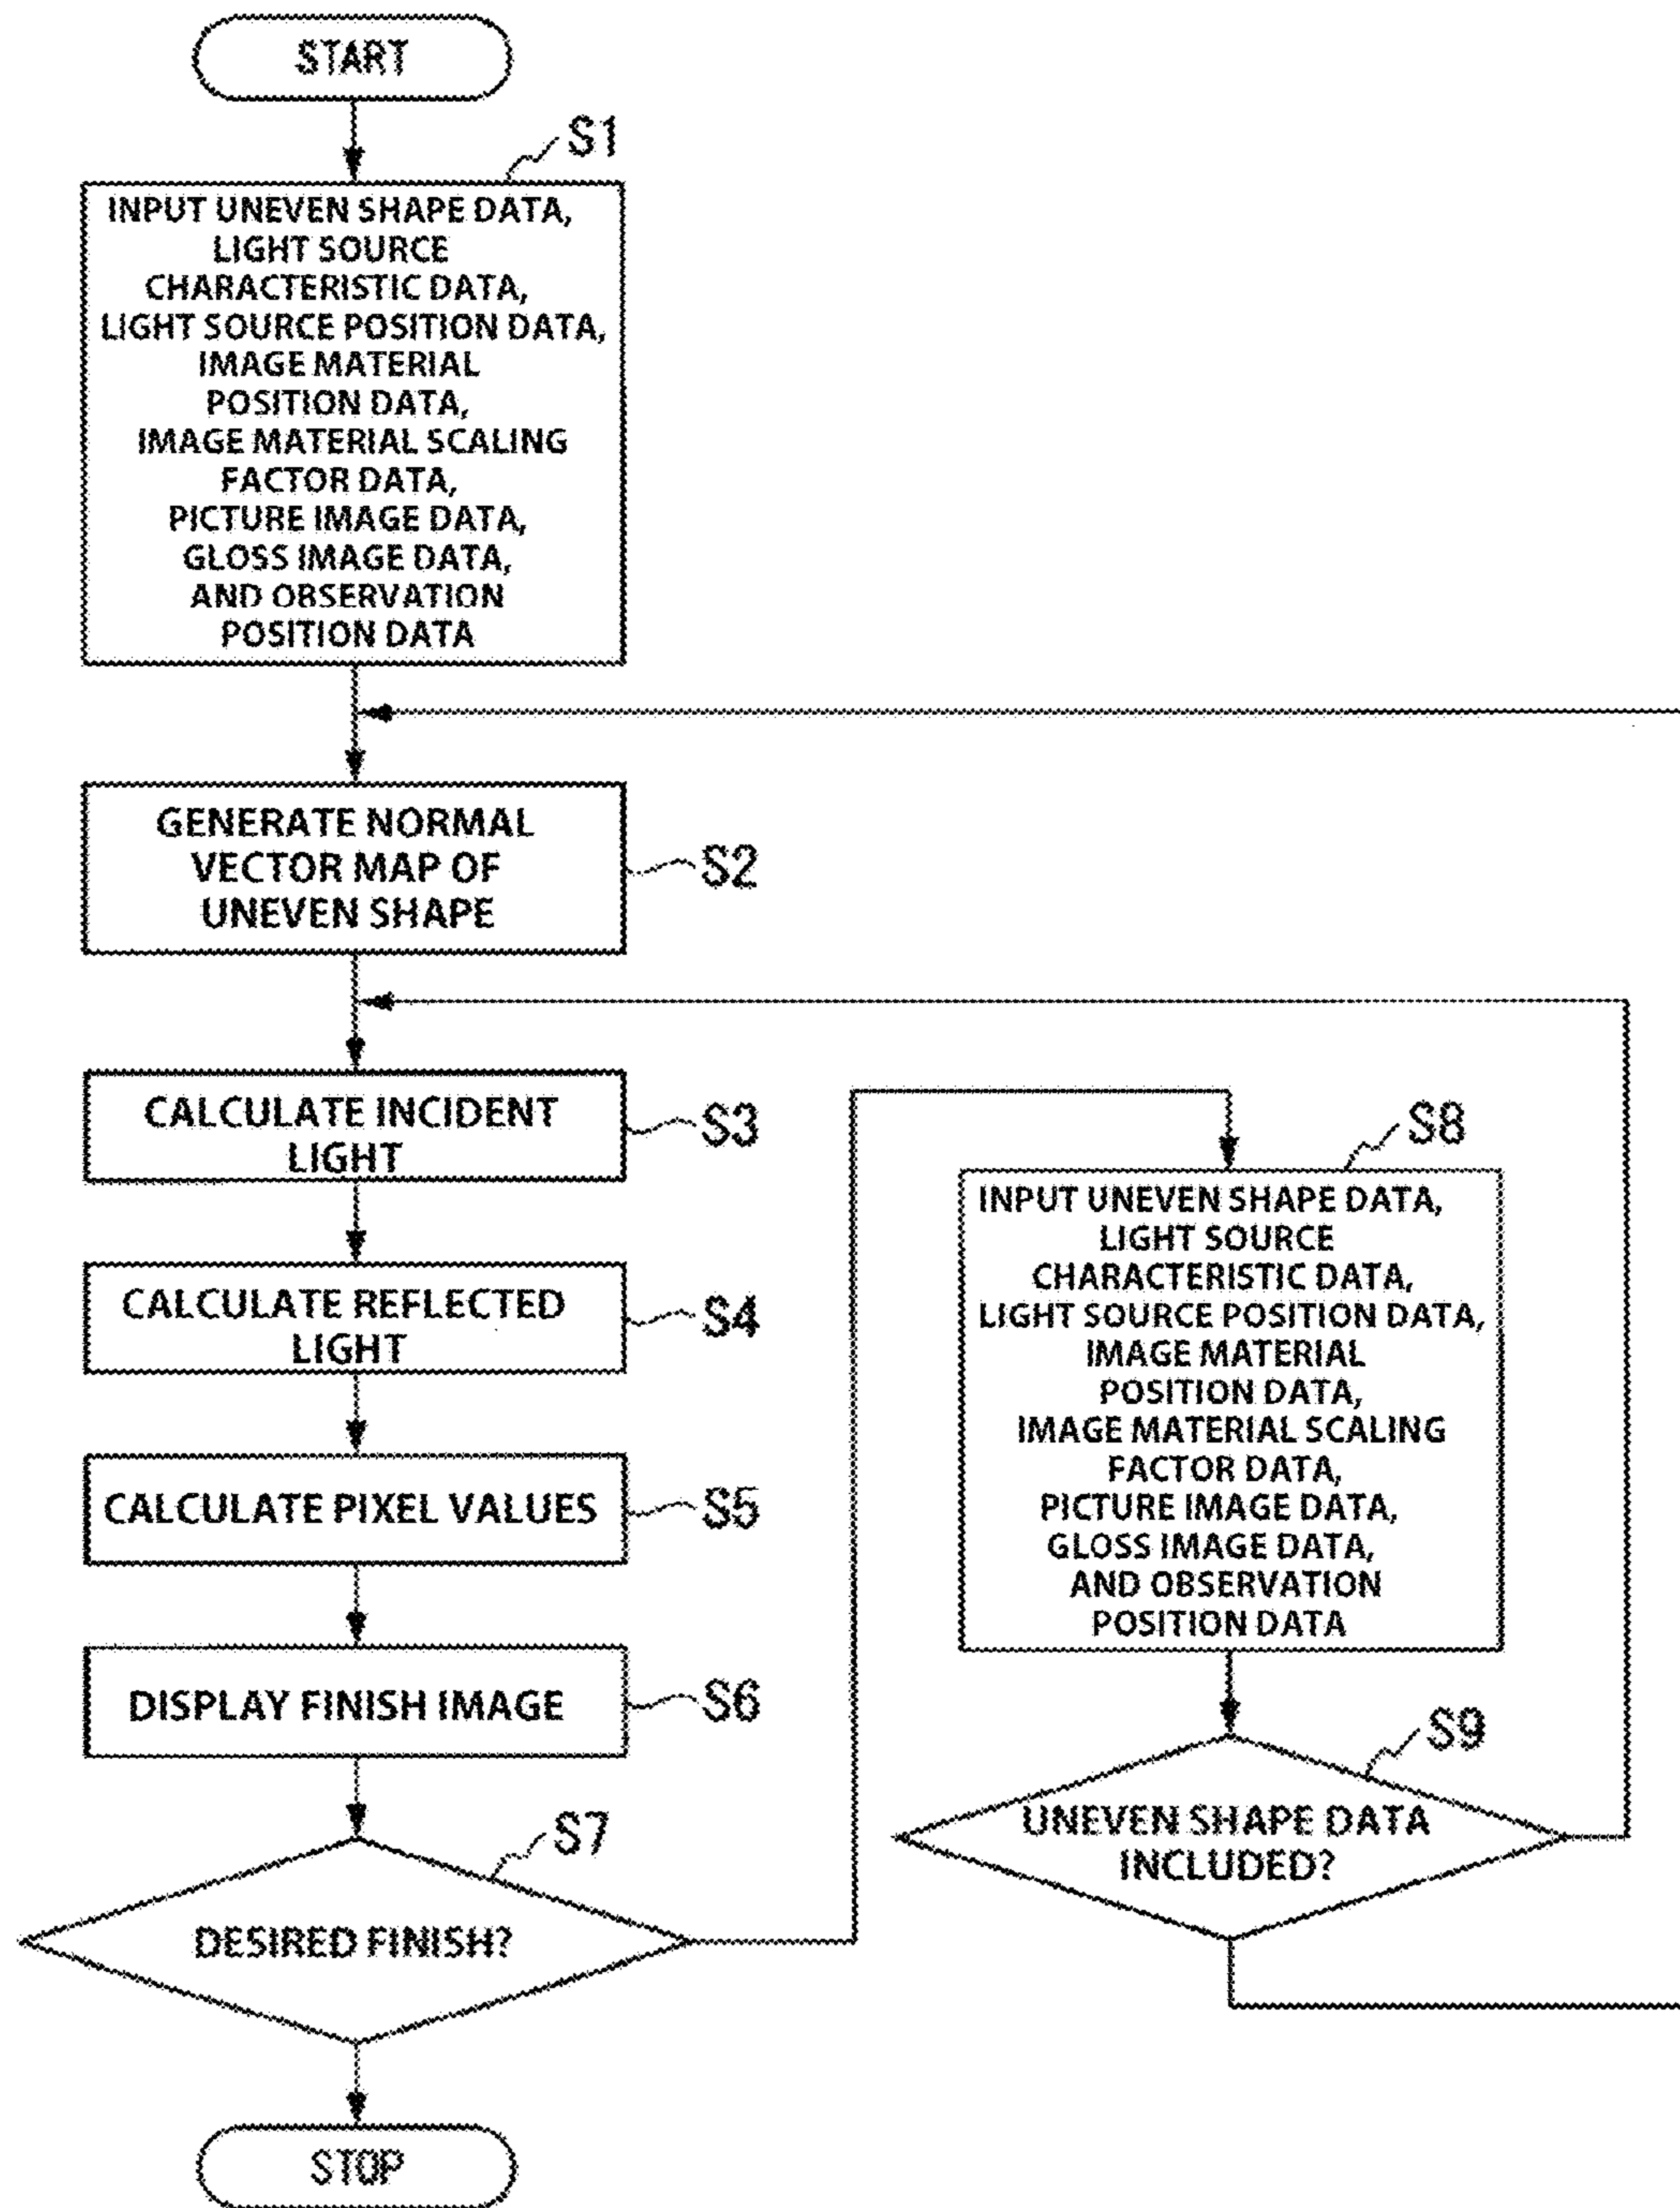 START
S1
INPUT UNEVEN SHAPE DATA,
LIGHT SOURCE
CHARACTERISTIC DATA,
LIGHT SOURCE POSITION DATA,
IMAGE MATERIAL
POSITION DATA,
IMAGE MATERIAL SCALING
FACTOR DATA,
PICTURE IMAGE DATA,
GLOSS IMAGE DATA,
AND OBSERVATION
POSITION DATA
GENERATE NORMAL
VECTOR MAP OF
UNEVEN SHAPE
S2
CALCULATE INCIDENT
LIGHT
S3
CALCULATE REFLECTED
LIGHT
S4
CALCULATE PIXEL VALUES
S5
DISPLAY FINISH IMAGE
S6
S7
DESIRED FINISH?
STOP
S8
INPUT UNEVEN SHAPE DATA,
LIGHT SOURCE
CHARACTERISTIC DATA,
LIGHT SOURCE POSITION DATA,
IMAGE MATERIAL
POSITION DATA,
IMAGE MATERIAL SCALING
FACTOR DATA,
PICTURE IMAGE DATA,
GLOSS IMAGE DATA,
AND OBSERVATION
POSITION DATA
S9
UNEVEN SHAPE DATA
INCLUDED?